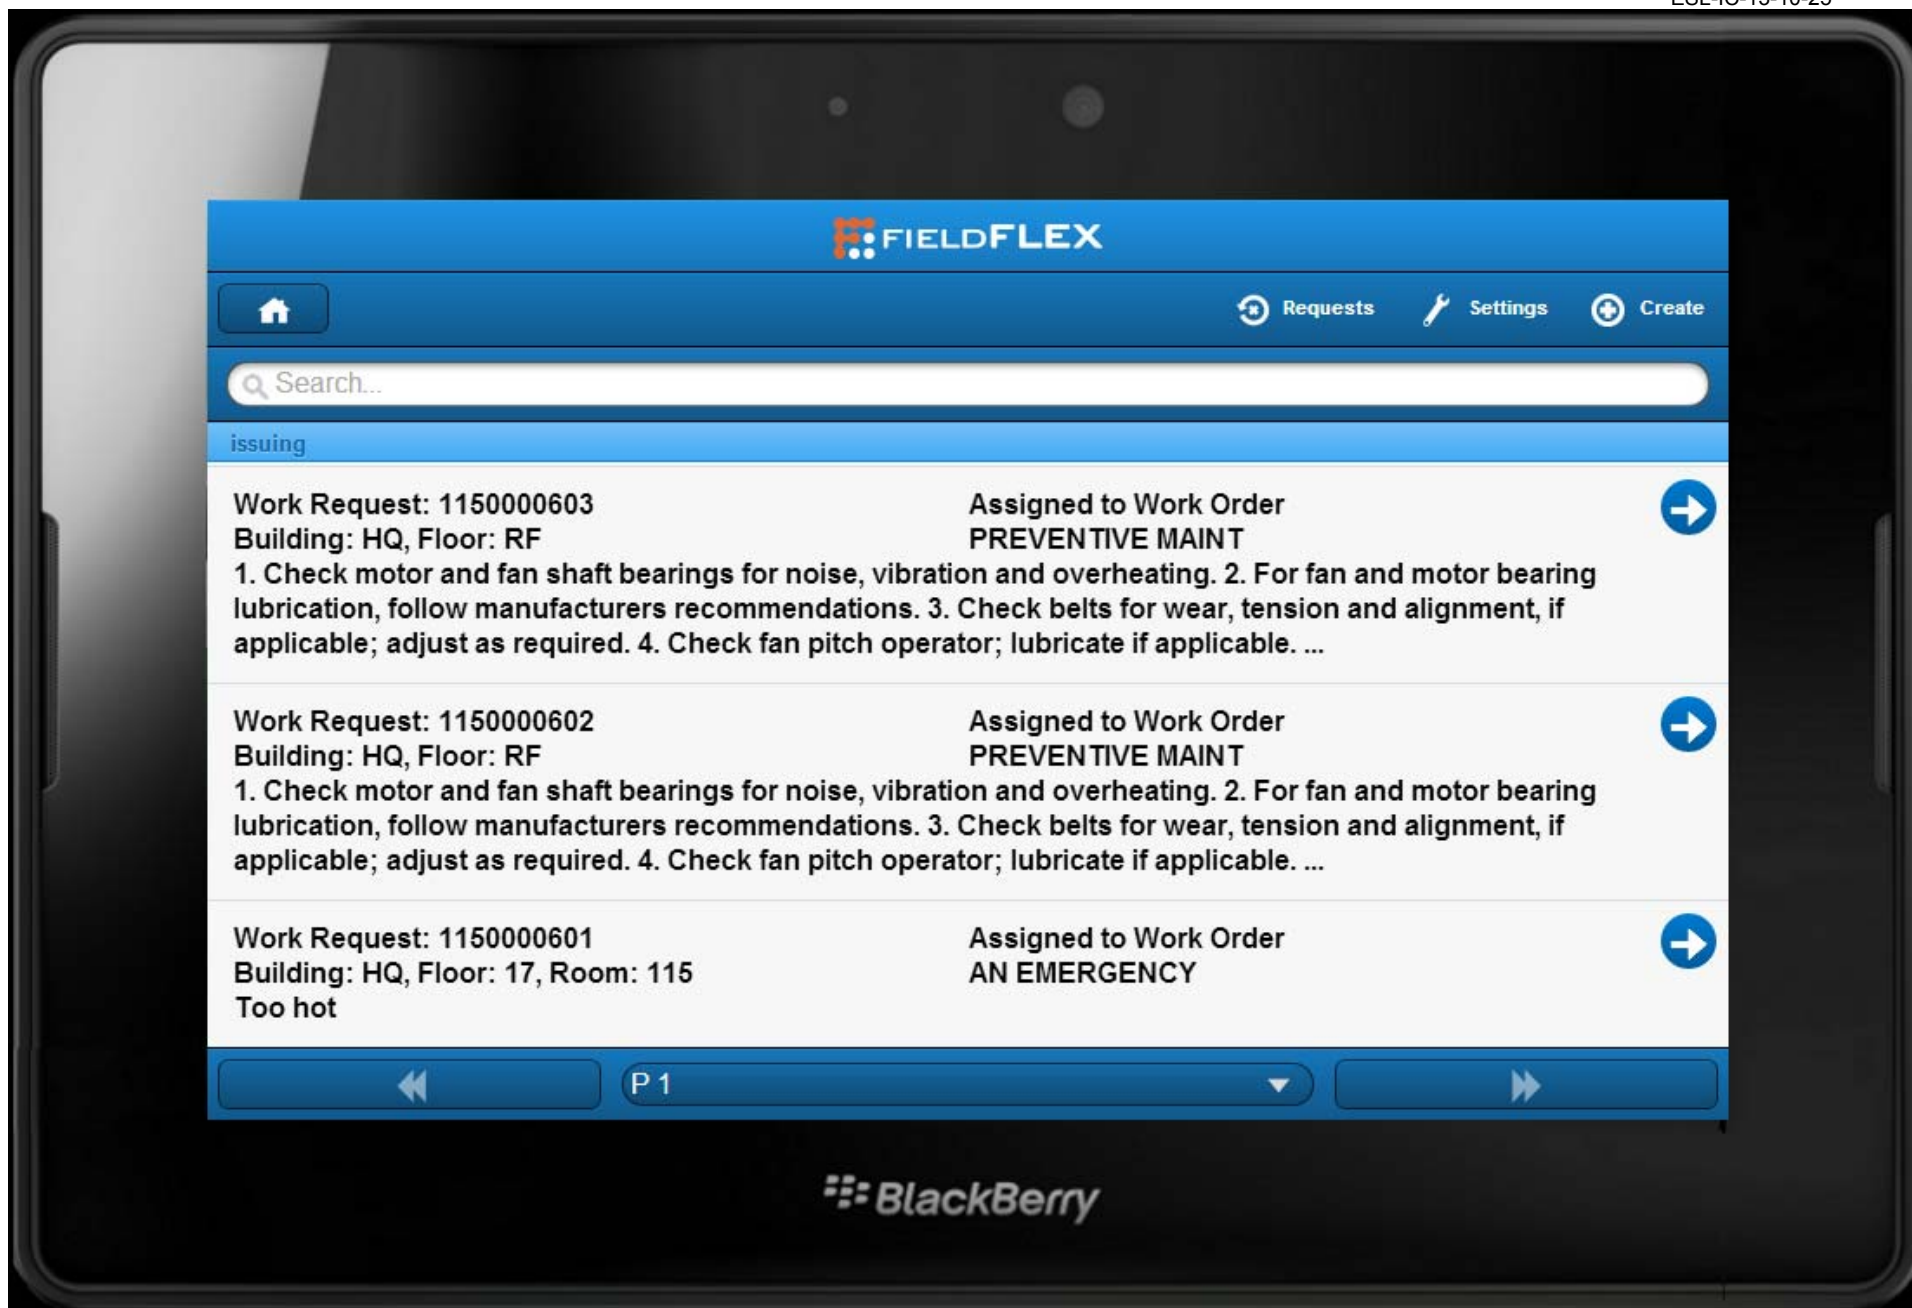 FIELDFLEX
Requests Settings Create
Search...
issuing
Work Request: 1150000603 Assigned to Work Order
Building: HQ, Floor: RF PREVENTIVE MAINT
1. Check motor and fan shaft bearings for noise, vibration and overheating. 2. For fan and motor bearing
lubrication, follow manufacturers recommendations. 3. Check belts for wear, tension and alignment, if
applicable; adjust as required. 4. Check fan pitch operator; lubricate if applicable. ...
Work Request: 1150000602 Assigned to Work Order
Building: HQ, Floor: RF PREVENTIVE MAINT
1. Check motor and fan shaft bearings for noise, vibration and overheating. 2. For fan and motor bearing
lubrication, follow manufacturers recommendations. 3. Check belts for wear, tension and alignment, if
applicable; adjust as required. 4. Check fan pitch operator; lubricate if applicable. ...
Work Request: 1150000601 Assigned to Work Order
Building: HQ, Floor: 17, Room: 115 AN EMERGENCY
Too hot
P 1
BlackBerry